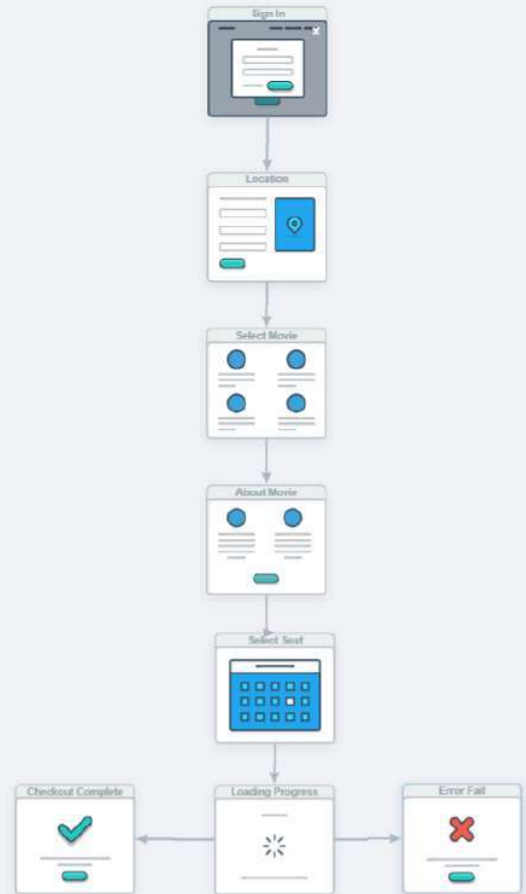 Sign In
Location
Select Movie
About Movie
Select Seat
Checkout Complete
Loading Progress
Error Fail